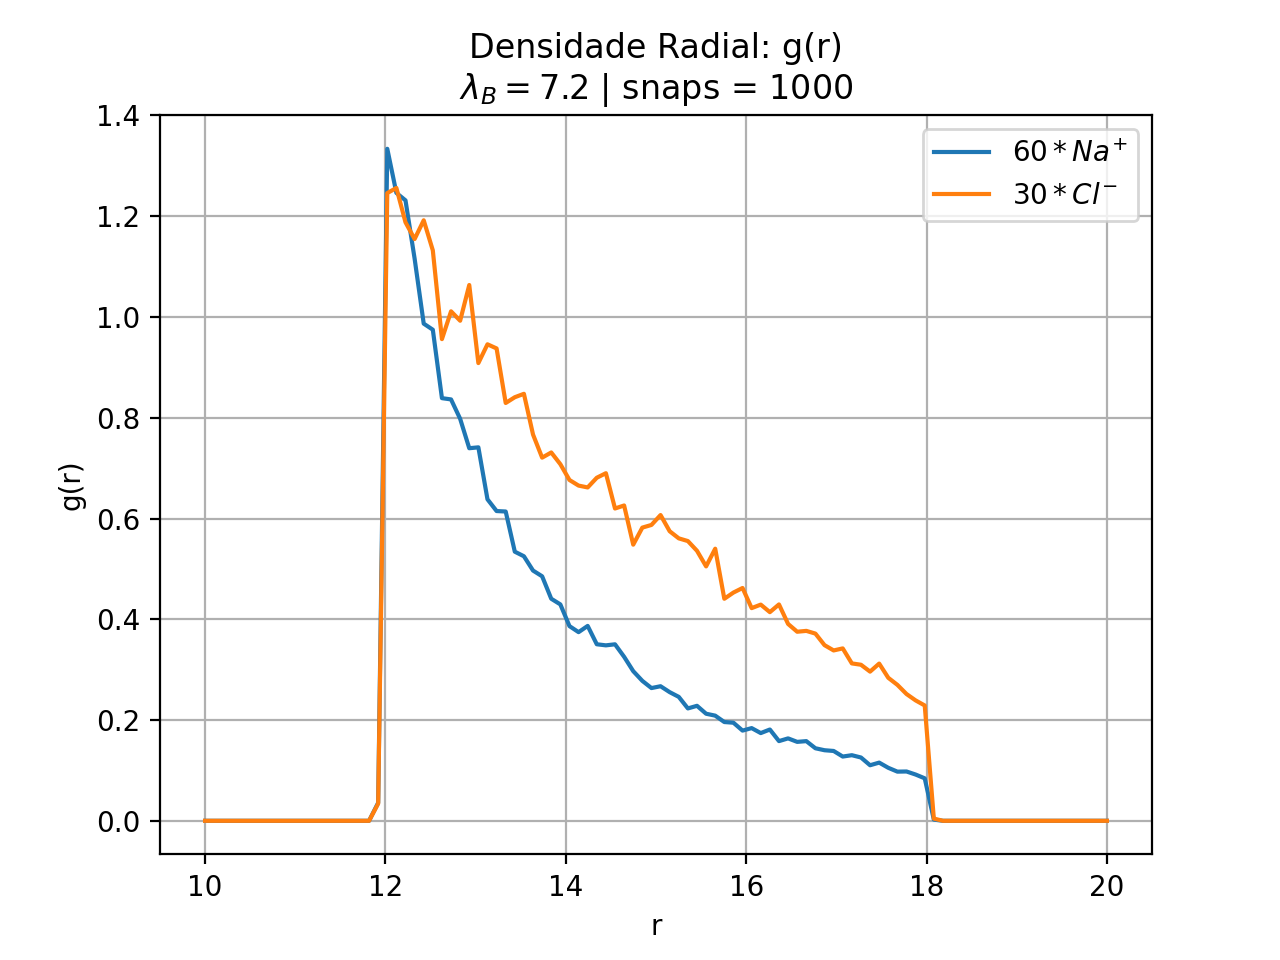 Densidade Radial: g(r)
λ_B = 7.2 | snaps = 1000
1.4
1.2
1.0
0.8
0.6
0.4
0.2
0.0
g(r)
60 * Na⁺
30 * Cl⁻
10 12 14 16 18 20
r